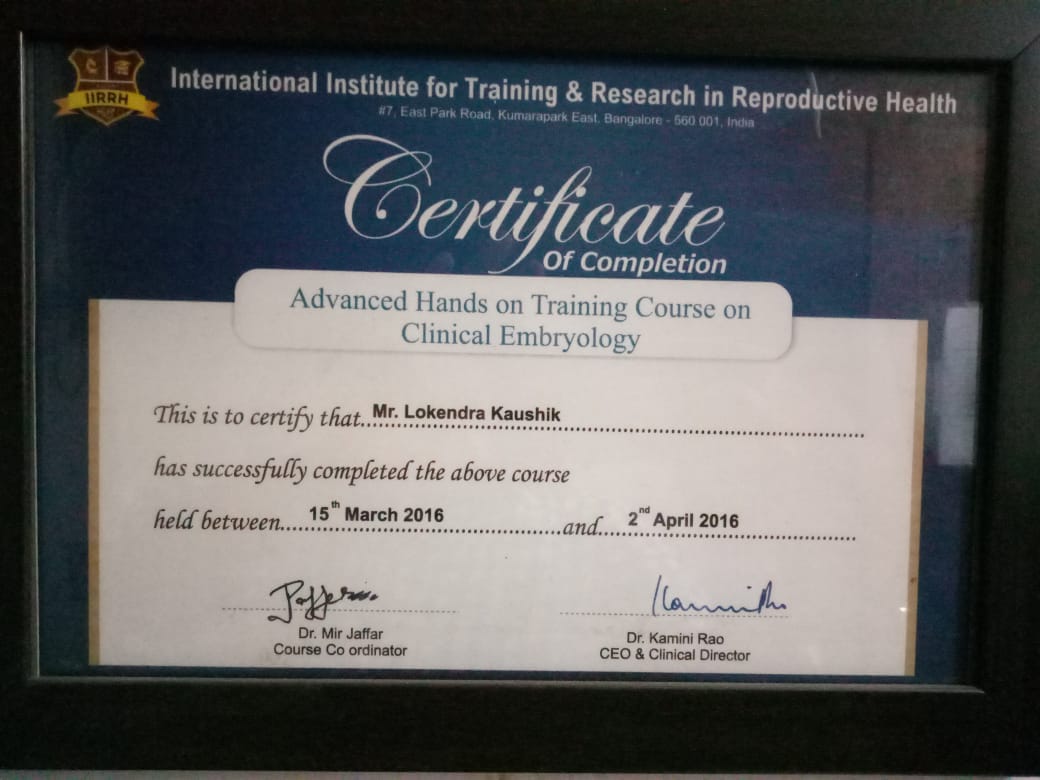 IIRRH
International Institute for Training & Research in Reproductive Health
#7, East Park Road, Kumarapark East, Bangalore - 560 001, India
Certificate
Of Completion
Advanced Hands on Training Course on
Clinical Embryology
This is to certify that Mr. Lokendra Kaushik
has successfully completed the above course
held between 15th March 2016 and 2nd April 2016
Dr. Mir Jaffar
Course Co ordinator
Dr. Kamini Rao
CEO & Clinical Director